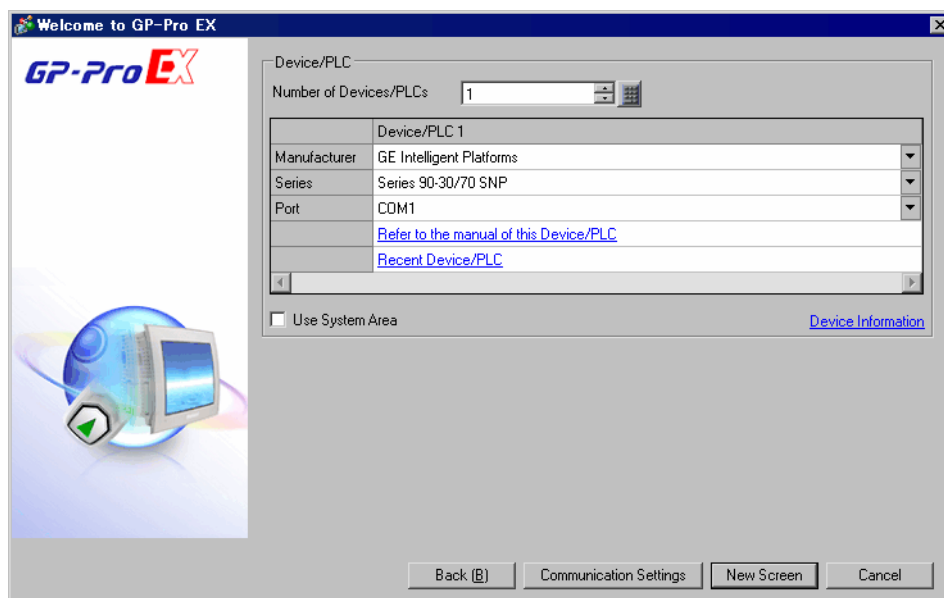 Welcome to GP-Pro EX
GP-Pro EX
Device/PLC
Number of Devices/PLCs 1
Device/PLC 1
Manufacturer GE Intelligent Platforms
Series Series 90-30/70 SNP
Port COM1
Refer to the manual of this Device/PLC
Recent Device/PLC
Use System Area Device Information
Back (B) Communication Settings New Screen Cancel